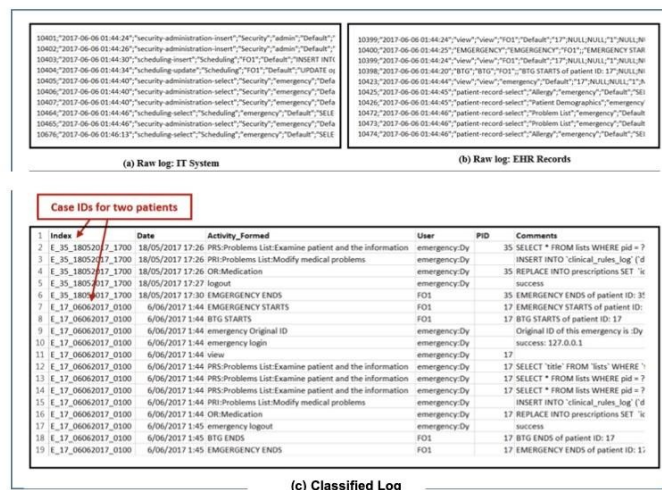 10401;"2017-06-06 01:44:24";"security-administration-insert";"Security";"admin";"Default";"
10402;"2017-06-06 01:44:26";"security-administration-insert";"Security";"FO1";"Default";"
10403;"2017-06-06 01:44:30";"scheduling-insert";"Scheduling";"FO1";"Default";"INSERT INTO
10404;"2017-06-06 01:44:34";"scheduling-update";"Scheduling";"FO1";"Default";"UPDATE
10405;"2017-06-06 01:44:40";"security-administration-select";"Security";"emergency";"Defa
10406;"2017-06-06 01:44:40";"security-administration-select";"Security";"emergency";"Defa
10407;"2017-06-06 01:44:40";"security-administration-select";"Security";"emergency";"Defa
10464;"2017-06-06 01:44:46";"scheduling-select";"Scheduling";"emergency";"Default";"SELE
10465;"2017-06-06 01:44:46";"security-administration-select";"Security";"emergency";"Defa
10676;"2017-06-06 01:46:13";"scheduling-select";"Scheduling";"emergency";"Default";"SELE
(a) Raw log: IT System
10399;"2017-06-06 01:44:24";"view";"view";"FO1";"Default";"17";NULL;NULL;"1";NULL;NU
10400;"2017-06-06 01:44:25";"EMGERGENCY";"EMGERGENCY";"FO1";;"EMERGENCY STAR
10397;"2017-06-06 01:44:24";"view";"view";"FO1";"Default";"17";NULL;NULL;"1";NULL;NU
10398;"2017-06-06 01:44:20";"BTG";"BTG";"FO1";"BTG STARTS of patient ID: 17";NULL;NU
10423;"2017-06-06 01:44:44";"view";"view";"emergency";"Default";"17";NULL;NULL;"1";
10425;"2017-06-06 01:44:45";"patient-record-select";"Allergy";"emergency";"Default";"SEI
10426;"2017-06-06 01:44:45";"patient-record-select";"Patient Demographics";"emergency
10472;"2017-06-06 01:44:46";"patient-record-select";"Problem List";"emergency";"Default
10473;"2017-06-06 01:44:46";"patient-record-select";"Problem List";"emergency";"Default
10474;"2017-06-06 01:44:46";"patient-record-select";"Allergy";"emergency";"Default";"SEI
(b) Raw log: EHR Records
Case IDs for two patients
1 Index Date Activity_Formed User PID Comments
2 E_35_18052017_1700 18/05/2017 17:26 PRS:Problems List:Examine patient and the information emergency:Dy 35 SELECT * FROM lists WHERE pid = ?
3 E_35_18052017_1700 18/05/2017 17:26 PRI:Problems List:Modify medical problems emergency:Dy INSERT INTO `clinical_rules_log` ('d
4 E_35_18052017_1700 18/05/2017 17:26 OR:Medication emergency:Dy 35 REPLACE INTO prescriptions SET `ic
5 E_35_18052017_1700 18/05/2017 17:27 logout emergency:Dy success
6 E_35_18052017_1700 18/05/2017 17:30 EMGERGENCY ENDS FO1 35 EMERGENCY ENDS of patient ID: 35
7 E_17_06062017_0100 6/06/2017 1:44 EMGERGENCY STARTS FO1 17 EMERGENCY STARTS of patient ID:
8 E_17_06062017_0100 6/06/2017 1:44 BTG STARTS FO1 17 BTG STARTS of patient ID: 17
9 E_17_06062017_0100 6/06/2017 1:44 emergency Original ID emergency:Dy Original ID of this emergency is :Dy
10 E_17_06062017_0100 6/06/2017 1:44 emergency login emergency:Dy success: 127.0.0.1
11 E_17_06062017_0100 6/06/2017 1:44 view emergency:Dy 17
12 E_17_06062017_0100 6/06/2017 1:44 PRS:Problems List:Examine patient and the information emergency:Dy 17 SELECT `title` FROM `lists` WHERE
13 E_17_06062017_0100 6/06/2017 1:44 PRS:Problems List:Examine patient and the information emergency:Dy 17 SELECT * FROM lists WHERE pid = ?
14 E_17_06062017_0100 6/06/2017 1:44 PRS:Problems List:Examine patient and the information emergency:Dy 17 SELECT * FROM lists WHERE pid = ?
15 E_17_06062017_0100 6/06/2017 1:44 PRI:Problems List:Modify medical problems emergency:Dy INSERT INTO `clinical_rules_log` ('d
16 E_17_06062017_0100 6/06/2017 1:44 OR:Medication emergency:Dy 17 REPLACE INTO prescriptions SET `ic
17 E_17_06062017_0100 6/06/2017 1:45 emergency logout emergency:Dy success
18 E_17_06062017_0100 6/06/2017 1:45 BTG ENDS FO1 17 BTG ENDS of patient ID: 17
19 E_17_06062017_0100 6/06/2017 1:45 EMGERGENCY ENDS FO1 17 EMERGENCY ENDS of patient ID: 17
(c) Classified Log